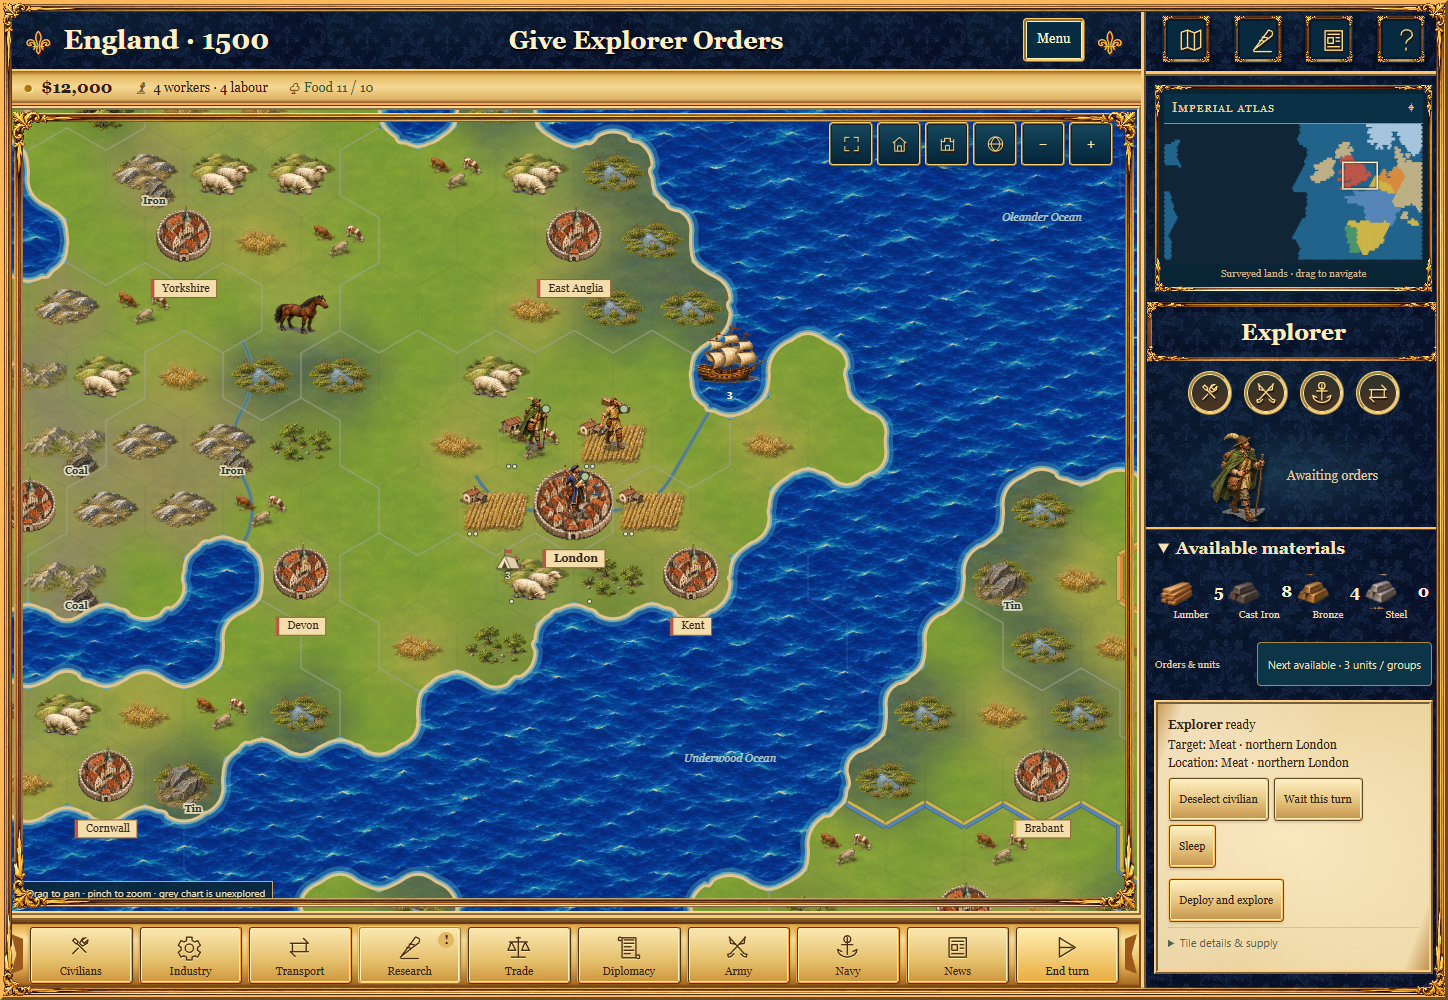 England · 1500
Give Explorer Orders
Menu
?
$12,000
4 workers · 4 labour
Food 11 / 10
−
+
Oleander Ocean
Iron
Yorkshire
East Anglia
3
Coal
Iron
London
3
Coal
Devon
Kent
Tin
Underwood Ocean
Tin
Cornwall
Brabant
Drag to pan · pinch to zoom · grey chart is unexplored
Civilians
Industry
Transport
Research
!
Trade
Diplomacy
Army
Navy
News
End turn
Imperial atlas
Surveyed lands · drag to navigate
Explorer
Awaiting orders
▼ Available materials
5
8
4
0
Lumber
Cast Iron
Bronze
Steel
Orders & units
Next available · 3 units / groups
Explorer ready
Target: Meat · northern London
Location: Meat · northern London
Deselect civilian
Wait this turn
Sleep
Deploy and explore
▶ Tile details & supply